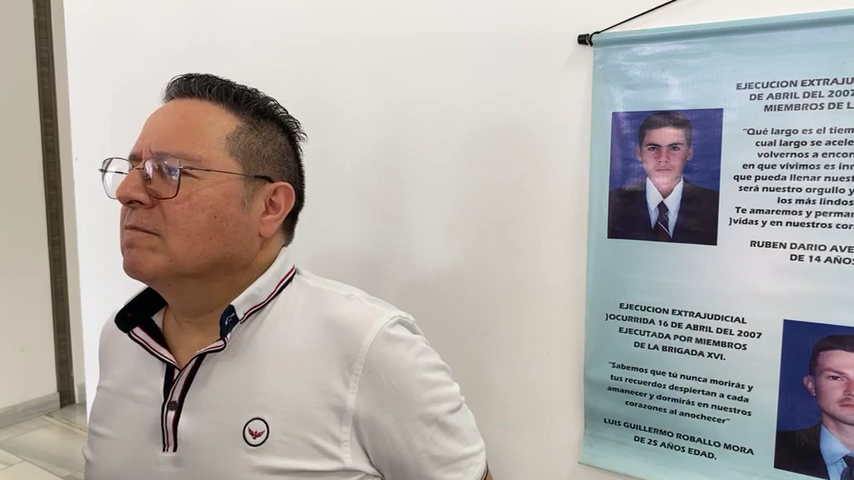 EJECUCION EXTRAJU
DE ABRIL DEL 2007
MIEMBROS DE L
"Qué largo es el tiem
cual largo se acele
volvernos a encon
en que vivimos es inn
que pueda llenar nuest
será nuestro orgullo y
los más lindos
Te amaremos y perman
}vidas y en nuestros cor
RUBEN DARIO AVE
DE 14 AÑOS
EJECUCION EXTRAJUDICIAL
}OCURRIDA 16 DE ABRIL DEL 2007
EJECUTADA POR MIEMBROS
DE LA BRIGADA XVI.
"Sabemos que tú nunca morirás y
tus recuerdos despiertan a cada
amanecer y dormirás en nuestros
corazones al anochecer"
LUIS GUILLERMO ROBALLO MORA
DE 25 AÑOS EDAD.